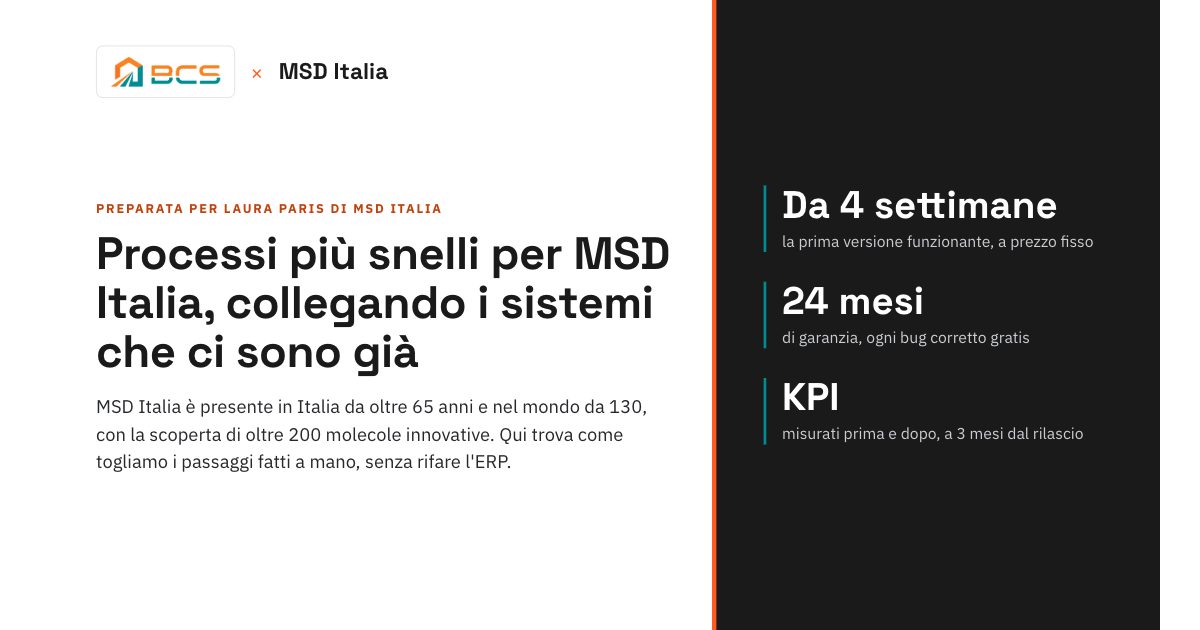 BCS × MSD Italia
PREPARATA PER LAURA PARIS DI MSD ITALIA
Processi più snelli per MSD
Italia, collegando i sistemi
che ci sono già
MSD Italia è presente in Italia da oltre 65 anni e nel mondo da 130,
con la scoperta di oltre 200 molecole innovative. Qui trova come
togliamo i passaggi fatti a mano, senza rifare l'ERP.
Da 4 settimane
la prima versione funzionante, a prezzo fisso
24 mesi
di garanzia, ogni bug corretto gratis
KPI
misurati prima e dopo, a 3 mesi dal rilascio